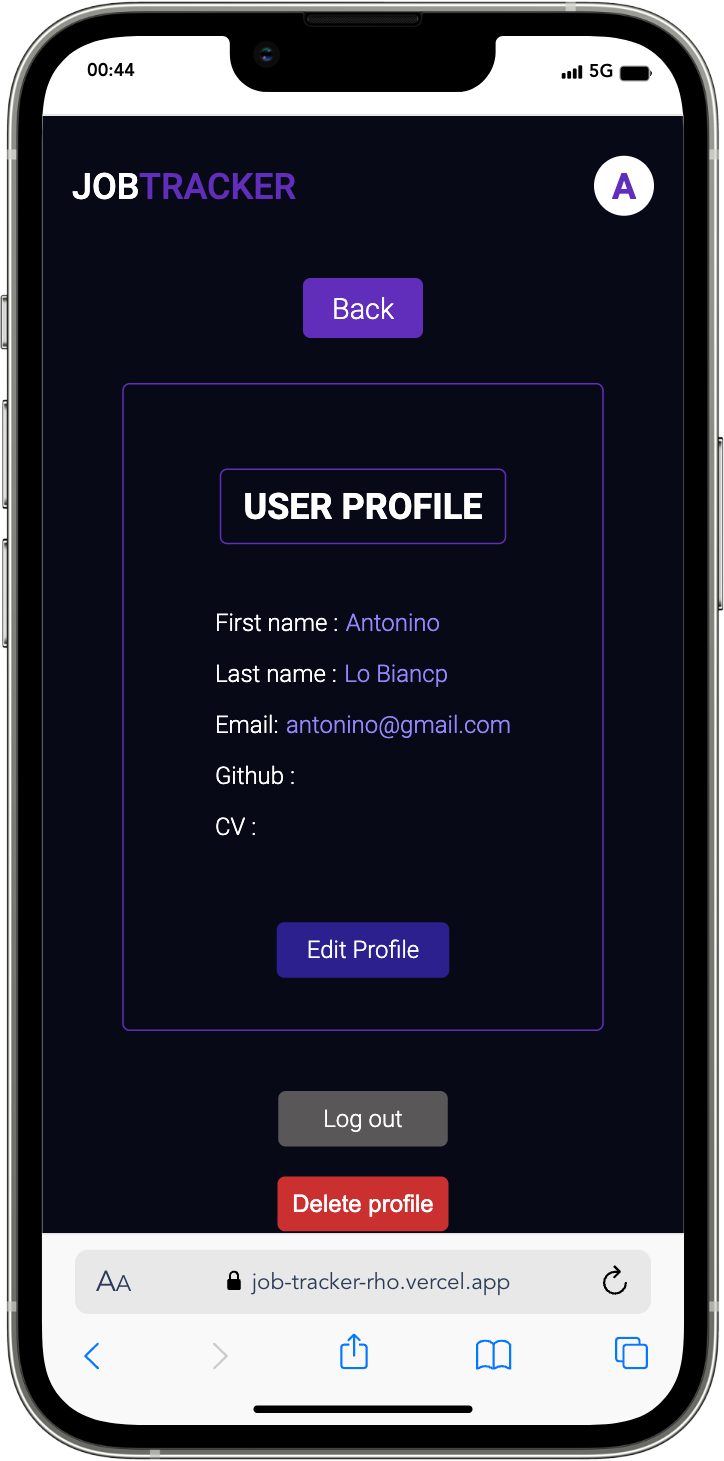 00:44 5G
JOBTRACKER A
Back
USER PROFILE
First name : Antonino
Last name : Lo Biancp
Email: antonino@gmail.com
Github :
CV :
Edit Profile
Log out
Delete profile
AA job-tracker-rho.vercel.app